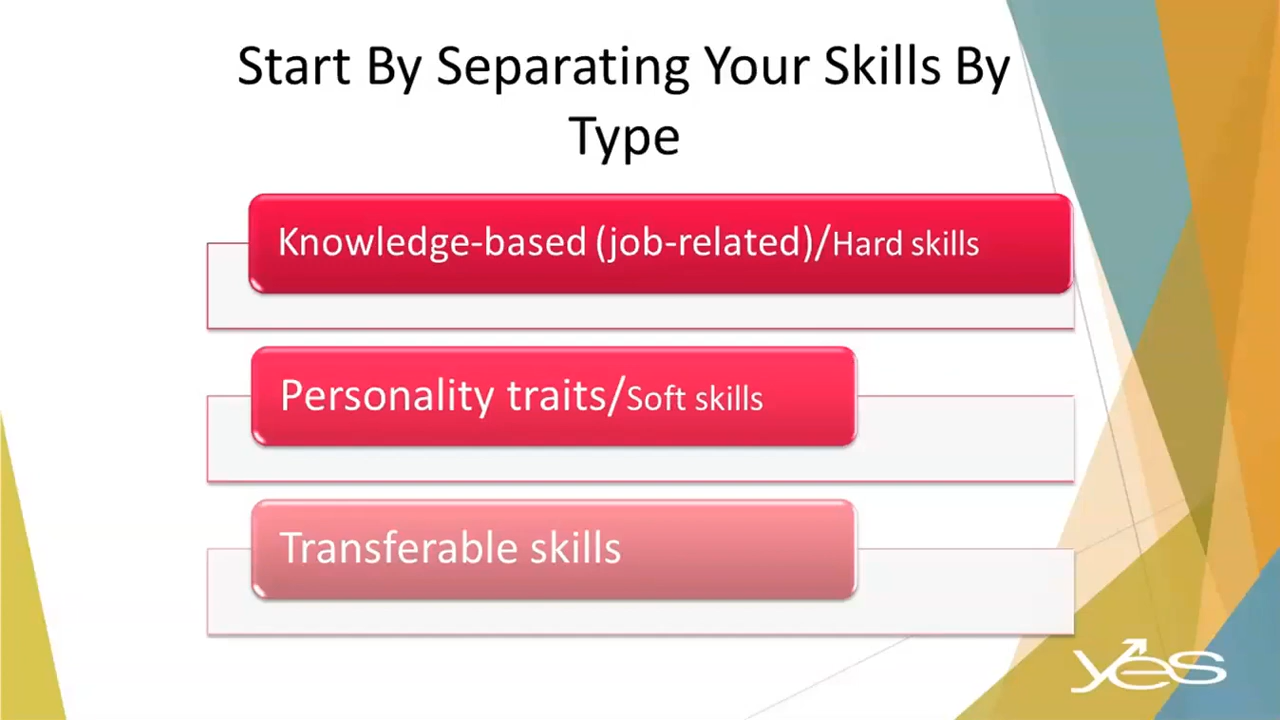 Start By Separating Your Skills By
Type
Knowledge-based (job-related)/Hard skills
Personality traits/Soft skills
Transferable skills
yes